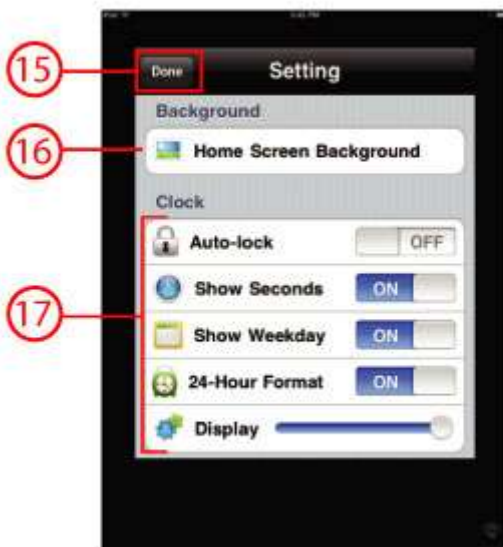 Done
Setting
Background
15
16
Home Screen Background
Clock
Auto-lock OFF
Show Seconds ON
17
Show Weekday ON
24-Hour Format ON
Display